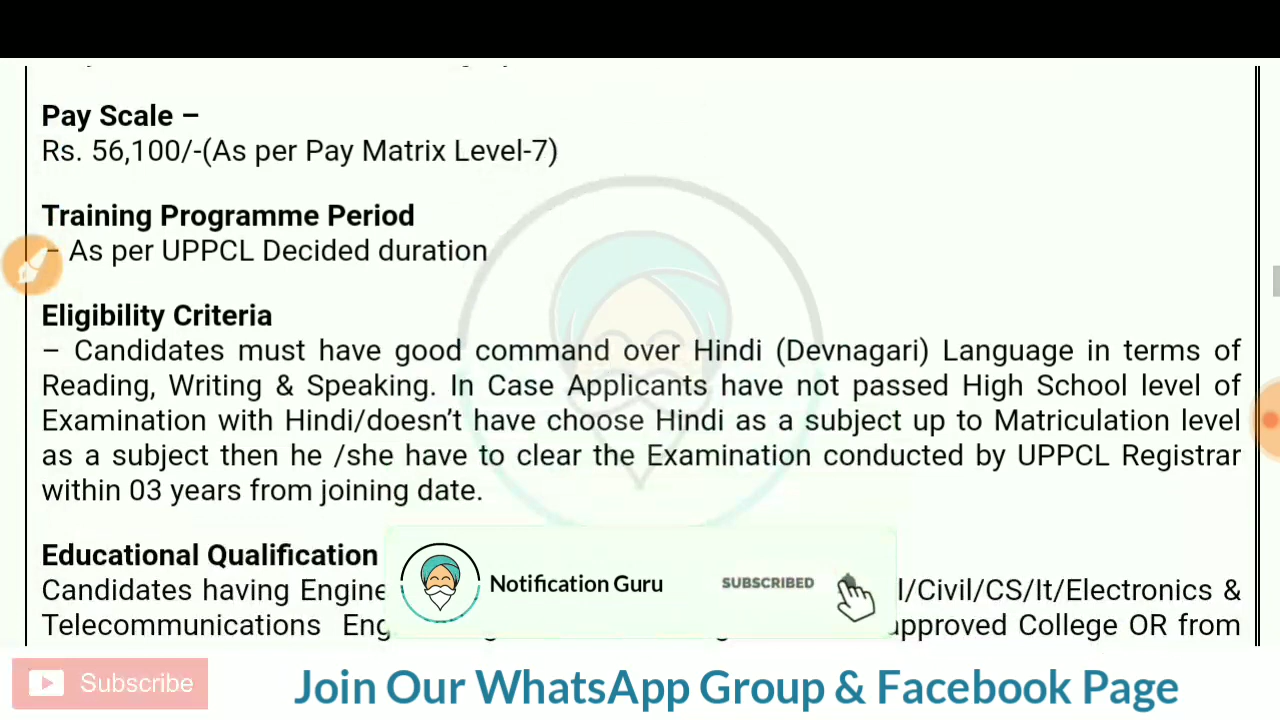 Pay Scale –
Rs. 56,100/-(As per Pay Matrix Level-7)
Training Programme Period
– As per UPPCL Decided duration
Eligibility Criteria
– Candidates must have good command over Hindi (Devnagari) Language in terms of
Reading, Writing & Speaking. In Case Applicants have not passed High School level of
Examination with Hindi/doesn't have choose Hindi as a subject up to Matriculation level
as a subject then he /she have to clear the Examination conducted by UPPCL Registrar
within 03 years from joining date.
Educational Qualification
Candidates having l/Civil/CS/It/Electronics &
Telecommunications approved College OR from
Notification Guru SUBSCRIBED
Subscribe Join Our WhatsApp Group & Facebook Page